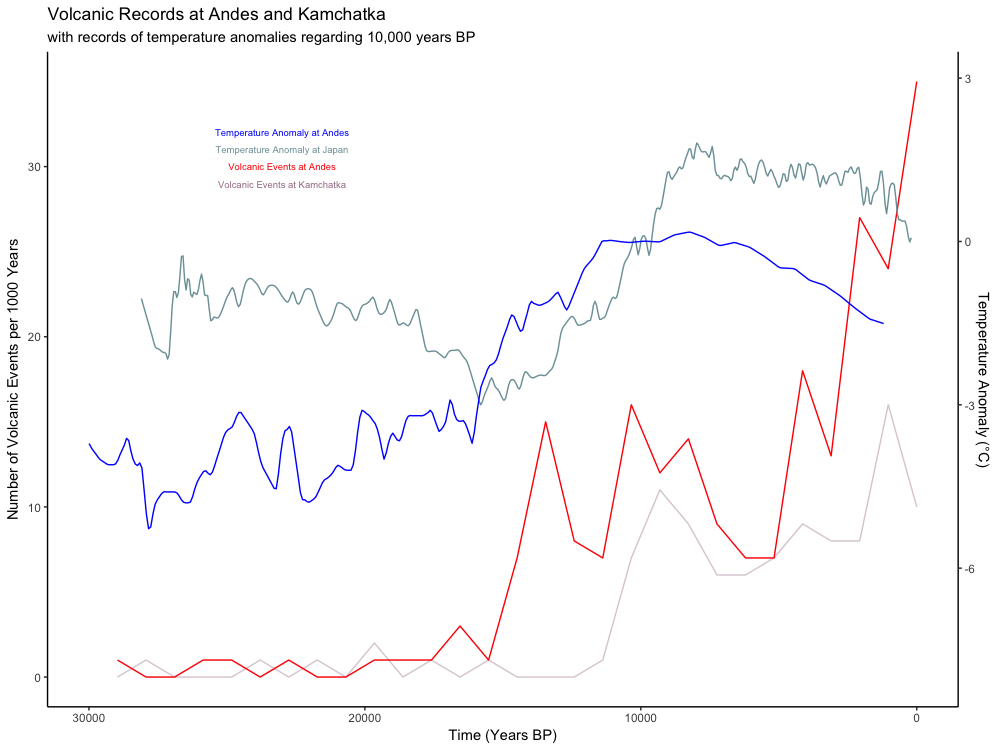 Volcanic Records at Andes and Kamchatka
with records of temperature anomalies regarding 10,000 years BP
Temperature Anomaly at Andes
Temperature Anomaly at Japan
Volcanic Events at Andes
Volcanic Events at Kamchatka
Number of Volcanic Events per 1000 Years
30
20
10
0
3
0
-3
-6
Temperature Anomaly (°C)
30000
20000
10000
0
Time (Years BP)